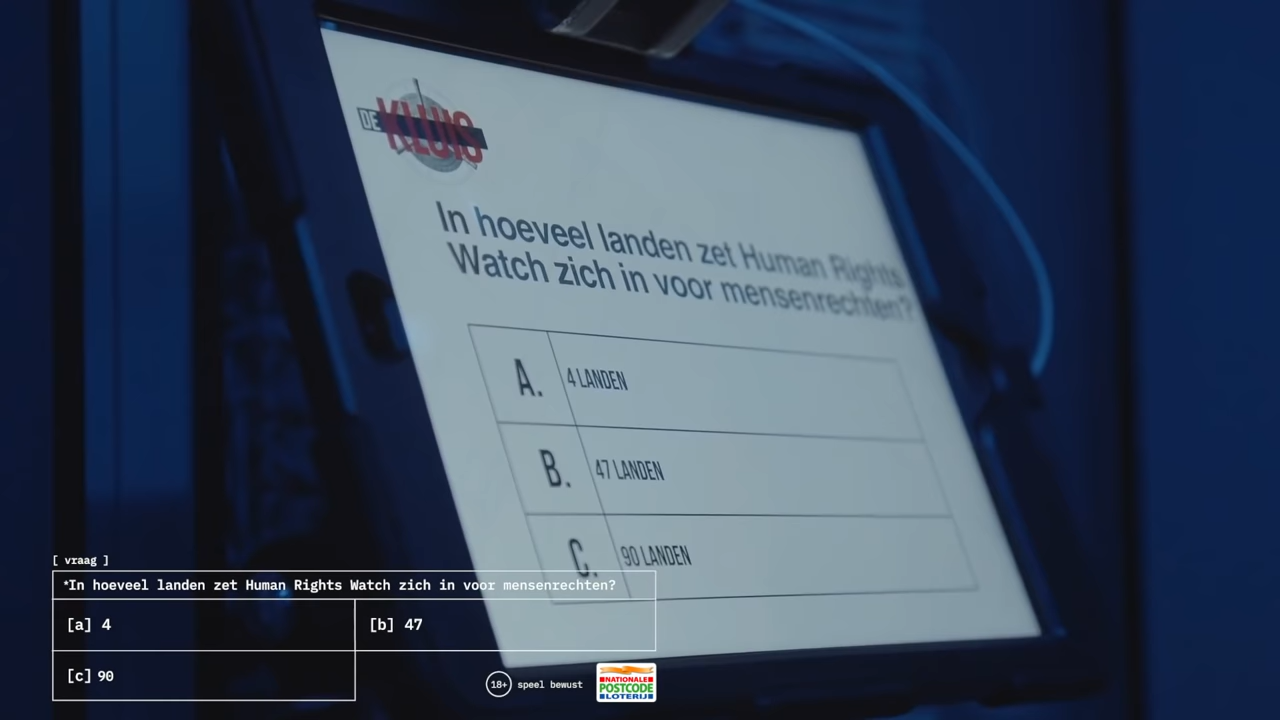 DE KLUIS
In hoeveel landen zet Human Rights
Watch zich in voor mensenrechten?
A. 4 LANDEN
B. 47 LANDEN
C. 90 LANDEN
[ vraag ]
*In hoeveel landen zet Human Rights Watch zich in voor mensenrechten?
[a] 4
[b] 47
[c] 90
18+ speel bewust
NATIONALE
POSTCODE
LOTERIJ